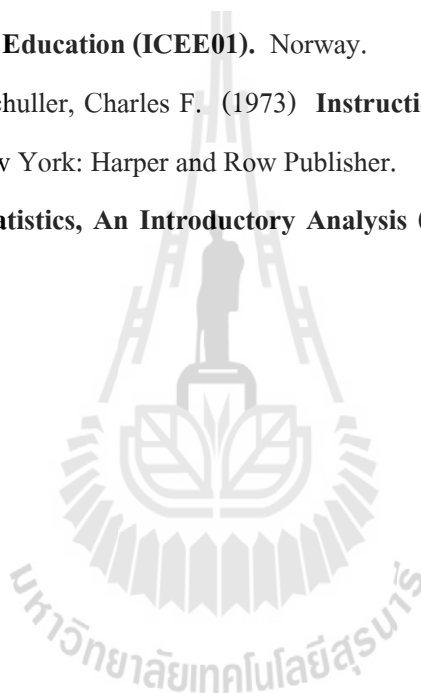 Education (ICEE01). Norway.
chuller, Charles F. (1973) Instructio
w York: Harper and Row Publisher.
atistics, An Introductory Analysis (
มหาวิทยาลัยเทคโนโลยีสุรนารี